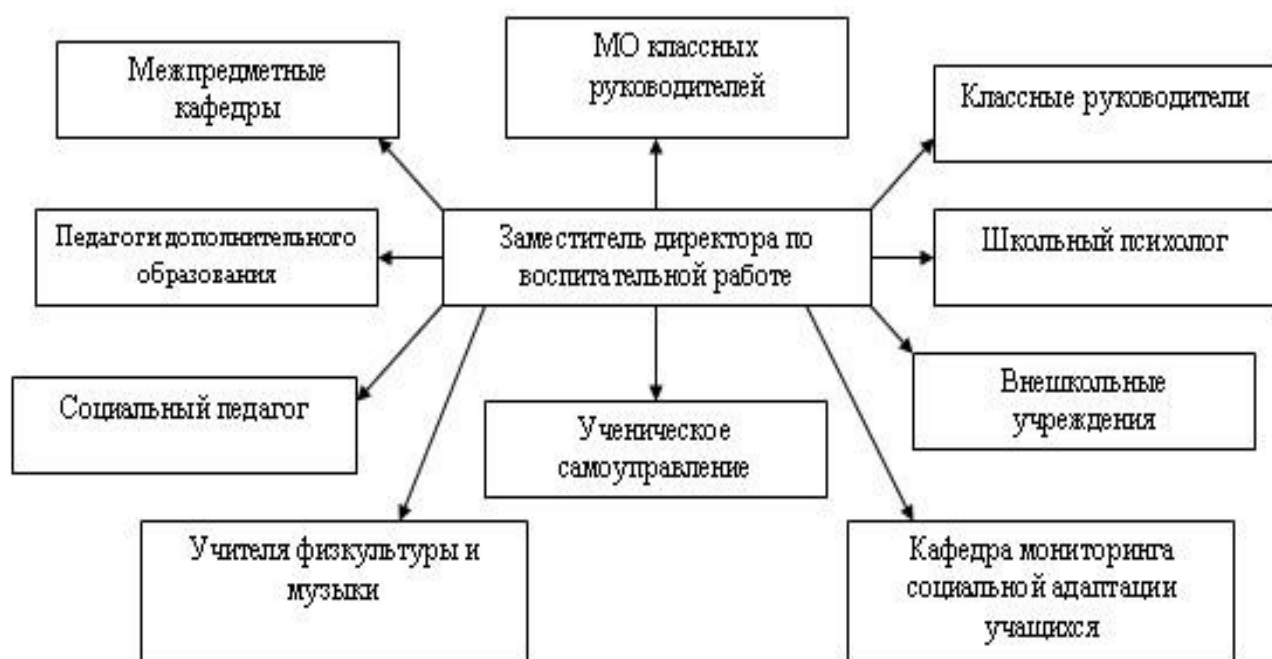 МО классных
руководителей
Межпредметные
кафедры
Классные руководители
Педагоги дополнительного
образования
Заместитель директора по
воспитательной работе
Школьный психолог
Социальный педагог
Ученическое
самоуправление
Внешкольные
учреждения
Учителя физкультуры и
музыки
Кафедра мониторинга
социальной адаптации
учащихся